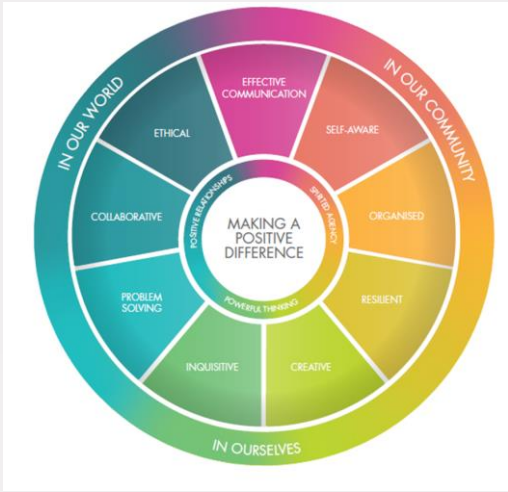 IN OUR WORLD
IN OUR COMMUNITY
IN OURSELVES
EFFECTIVE
COMMUNICATION
SELF-AWARE
ORGANISED
RESILIENT
CREATIVE
INQUISITIVE
PROBLEM
SOLVING
COLLABORATIVE
ETHICAL
POSITIVE RELATIONSHIPS
SPIRITED AGENCY
POWERFUL THINKING
MAKING A
POSITIVE
DIFFERENCE